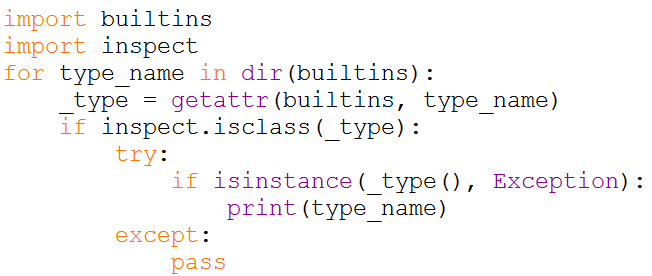 import builtins
import inspect
for type_name in dir(builtins):
    _type = getattr(builtins, type_name)
    if inspect.isclass(_type):
        try:
            if isinstance(_type(), Exception):
                print(type_name)
        except:
            pass